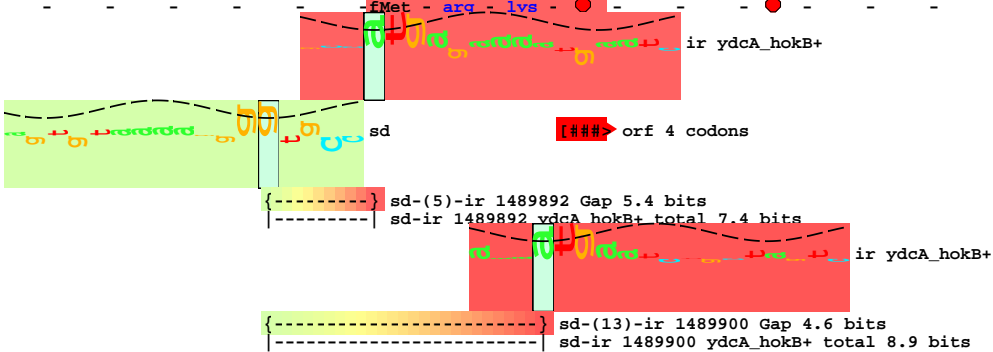 - - - - - fMet - arg - lys - - - - - - -
ir ydcA_hokB+
sd
[###> orf 4 codons
{---------} sd-(5)-ir 1489892 Gap 5.4 bits
|---------| sd-ir 1489892 ydcA_hokB+ total 7.4 bits
ir ydcA_hokB+
{-------------------------} sd-(13)-ir 1489900 Gap 4.6 bits
|-------------------------| sd-ir 1489900 ydcA_hokB+ total 8.9 bits